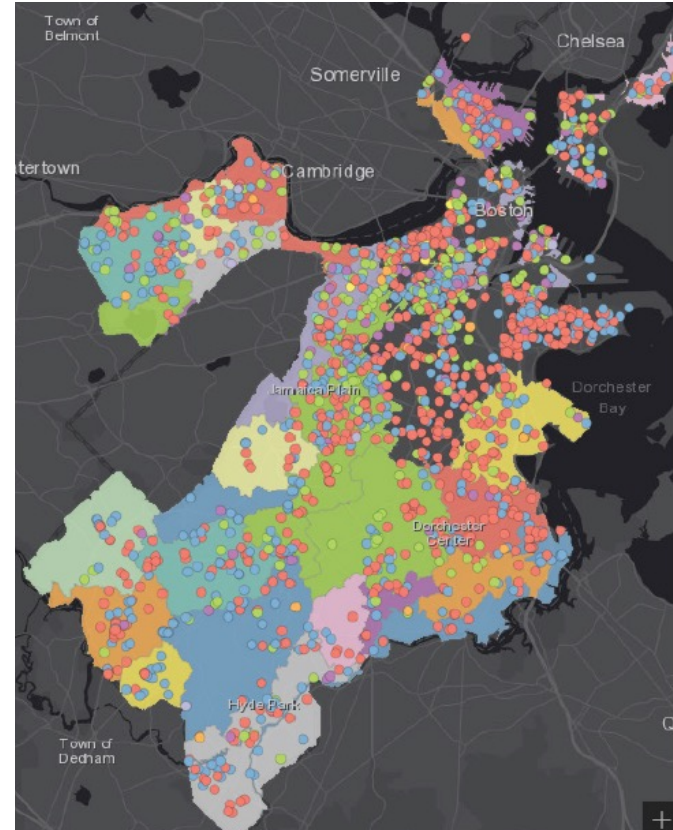 Town of
Belmont
Chelsea
Somerville
atertown
Cambridge
Boston
Jamaica Plain
Dorchester
Bay
Dorchester
Center
Hyde Park
Town of
Dedham
Q
+